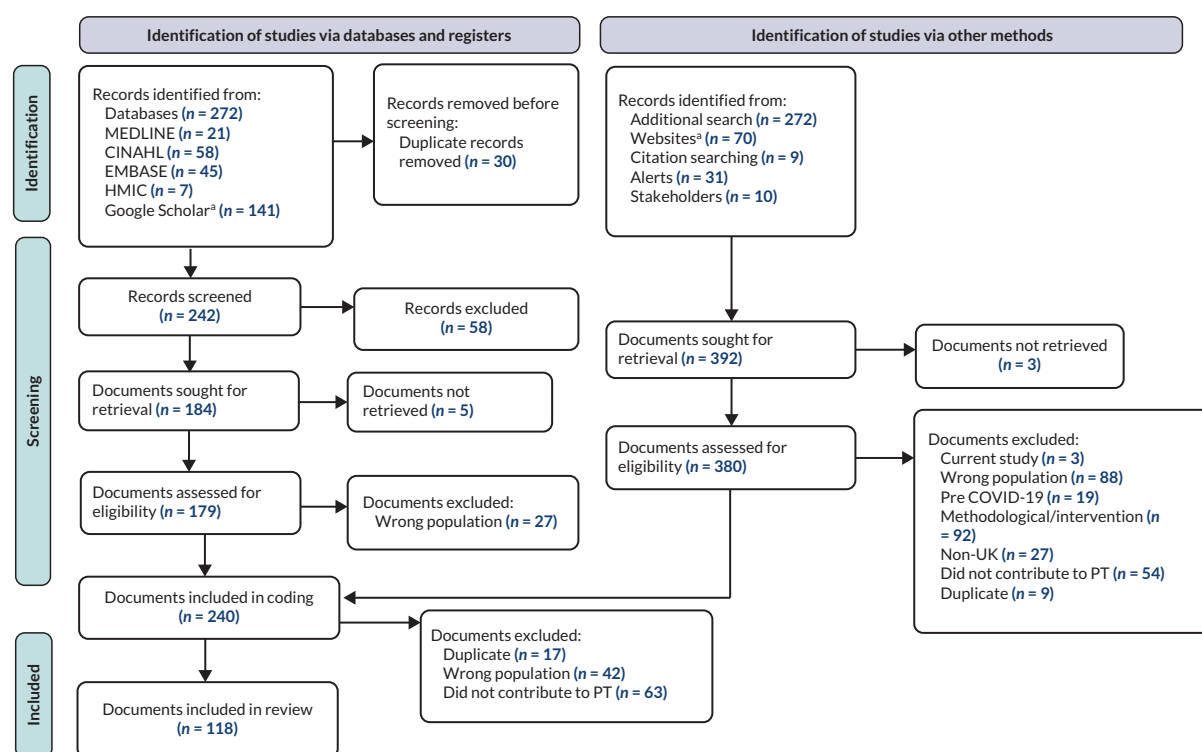 Identification of studies via databases and registers
Identification of studies via other methods
Identification
Records identified from:
Databases (n = 272)
MEDLINE (n = 21)
CINAHL (n = 58)
EMBASE (n = 45)
HMIC (n = 7)
Google Scholarᵃ (n = 141)
Records removed before
screening:
Duplicate records
removed (n = 30)
Records identified from:
Additional search (n = 272)
Websitesᵃ (n = 70)
Citation searching (n = 9)
Alerts (n = 31)
Stakeholders (n = 10)
Screening
Records screened
(n = 242)
Records excluded
(n = 58)
Documents sought for
retrieval (n = 184)
Documents not
retrieved (n = 5)
Documents assessed for
eligibility (n = 179)
Documents excluded:
Wrong population (n = 27)
Documents sought for
retrieval (n = 392)
Documents not retrieved
(n = 3)
Documents assessed for
eligibility (n = 380)
Documents excluded:
Current study (n = 3)
Wrong population (n = 88)
Pre COVID-19 (n = 19)
Methodological/intervention (n
= 92)
Non-UK (n = 27)
Did not contribute to PT (n = 54)
Duplicate (n = 9)
Documents included in coding
(n = 240)
Documents excluded:
Duplicate (n = 17)
Wrong population (n = 42)
Did not contribute to PT (n = 63)
Included
Documents included in review
(n = 118)